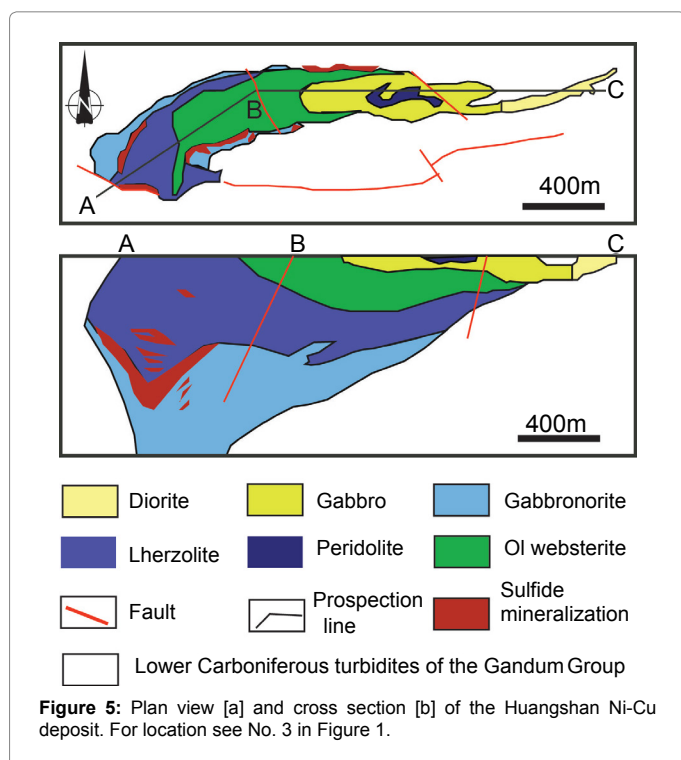 N
A
B
C
400m
A B C
400m
Diorite Gabbro Gabbronorite
Lherzolite Peridolite Ol websterite
Fault Prospection line Sulfide mineralization
Lower Carboniferous turbidites of the Gandum Group
Figure 5: Plan view [a] and cross section [b] of the Huangshan Ni-Cu
deposit. For location see No. 3 in Figure 1.